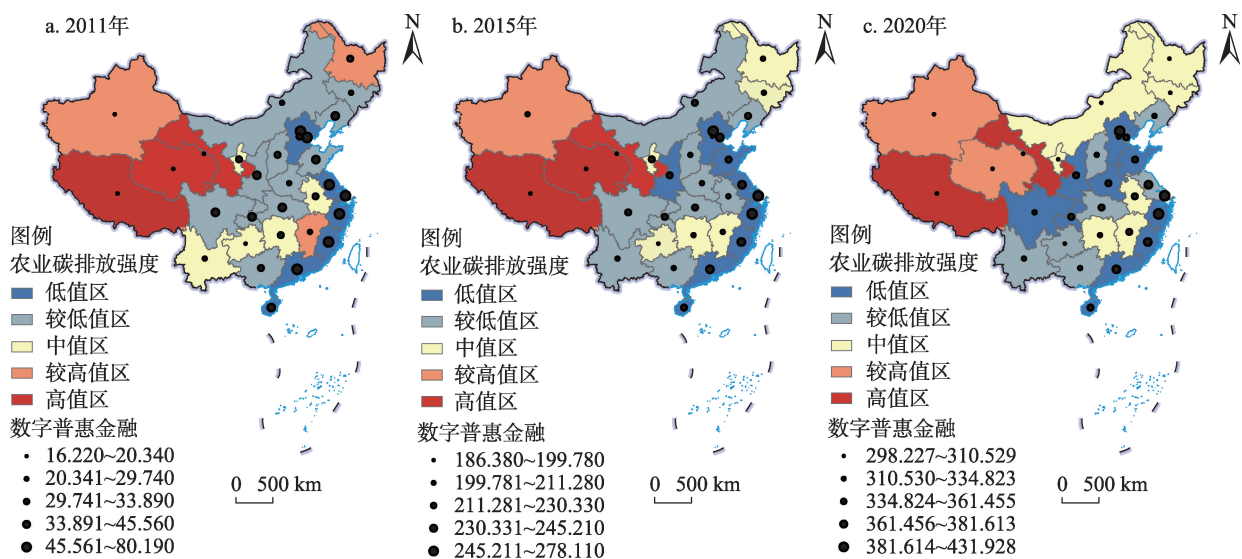 a. 2011年
N
图例
农业碳排放强度
低值区
较低值区
中值区
较高值区
高值区
数字普惠金融
16.220~20.340
20.341~29.740
29.741~33.890
33.891~45.560
45.561~80.190
0 500 km
b. 2015年
N
图例
农业碳排放强度
低值区
较低值区
中值区
较高值区
高值区
数字普惠金融
186.380~199.780
199.781~211.280
211.281~230.330
230.331~245.210
245.211~278.110
0 500 km
c. 2020年
N
图例
农业碳排放强度
低值区
较低值区
中值区
较高值区
高值区
数字普惠金融
298.227~310.529
310.530~334.823
334.824~361.455
361.456~381.613
381.614~431.928
0 500 km